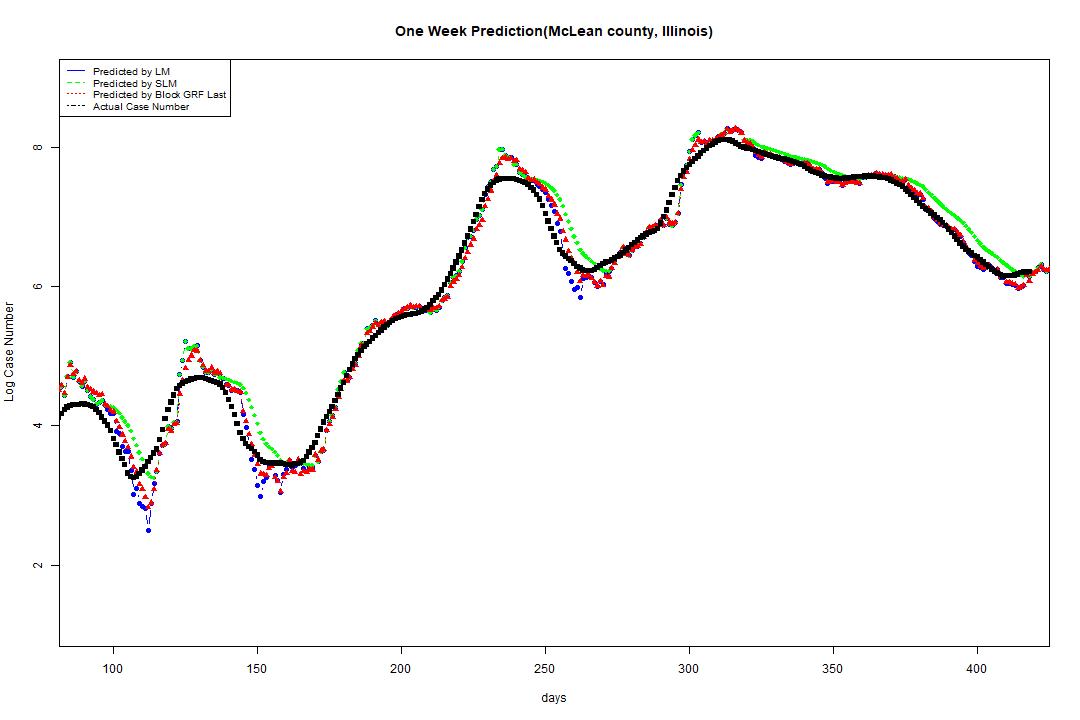 One Week Prediction(McLean county, Illinois)
Predicted by LM
Predicted by SLM
Predicted by Block GRF Last
Actual Case Number
8
6
4
2
Log Case Number
100 150 200 250 300 350 400
days